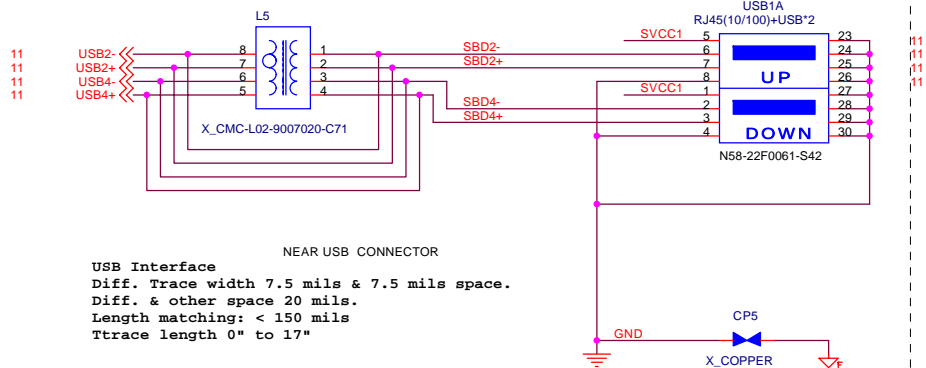 L5
USB1A
RJ45(10/100)+USB*2
11 USB2- 8 1 SBD2- SVCC1 5 23 11
11 USB2+ 7 2 SBD2+ 6 24 11
11 USB4- 6 3 7 25 11
11 USB4+ 5 4 8 UP 26 11
SVCC1 1 27
SBD4- 2 28
SBD4+ 3 29
4 DOWN 30
X_CMC-L02-9007020-C71
N58-22F0061-S42
NEAR USB CONNECTOR
USB Interface
Diff. Trace width 7.5 mils & 7.5 mils space.
Diff. & other space 20 mils.
Length matching: < 150 mils
Ttrace length 0" to 17"
CP5
GND
X_COPPER
F